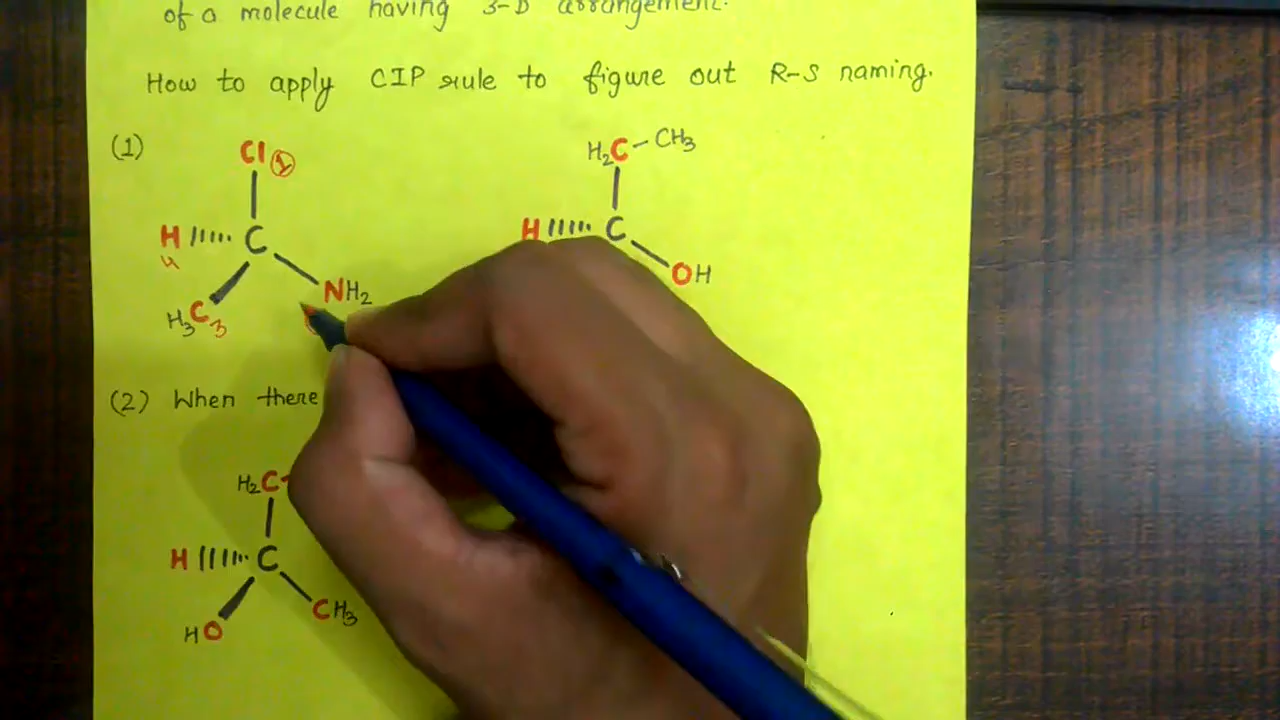 of a molecule having 3-D arrangement.
How to apply CIP rule to figure out R-S naming.
(1)
Cl 1
H C
4
H3C 3 NH2
H2C-CH3
H C
OH
(2) When there
H2C-
H C
HO CH3